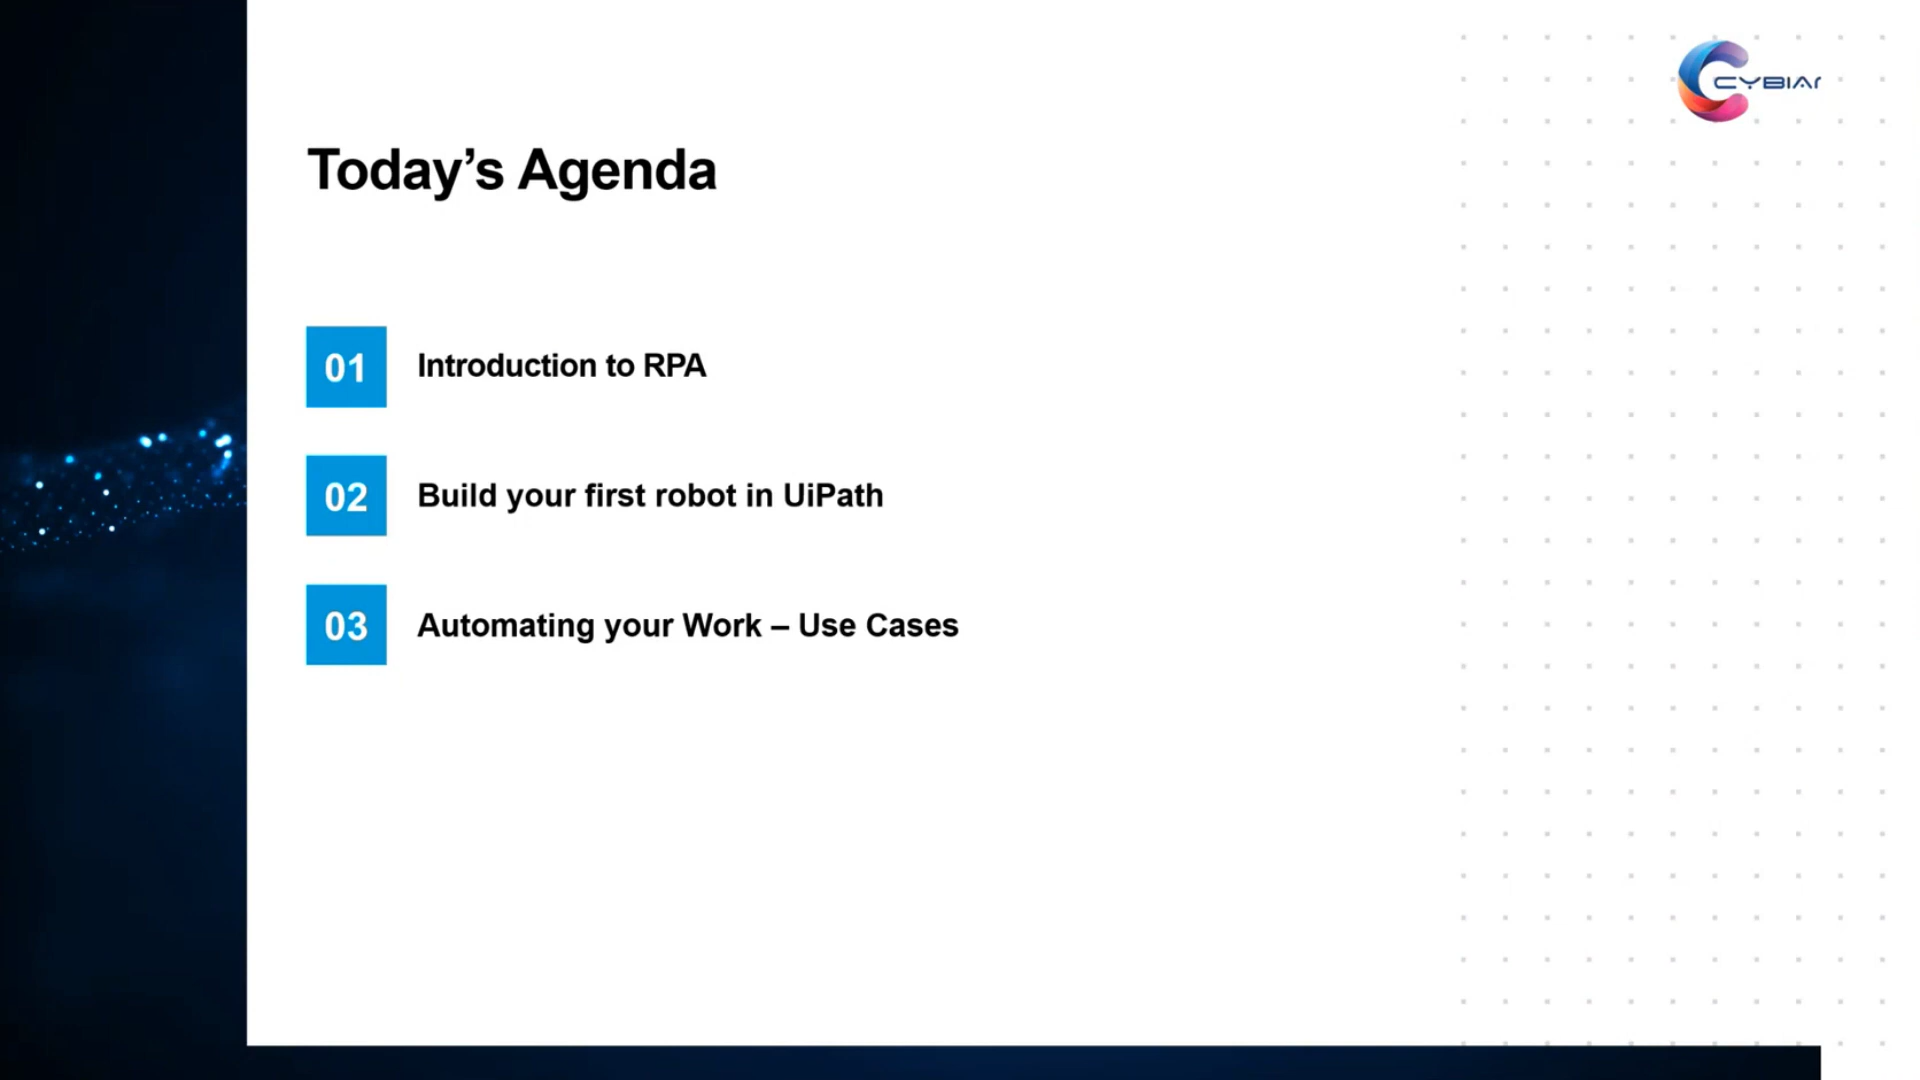 CYBIAr
Today’s Agenda
01 Introduction to RPA
02 Build your first robot in UiPath
03 Automating your Work – Use Cases